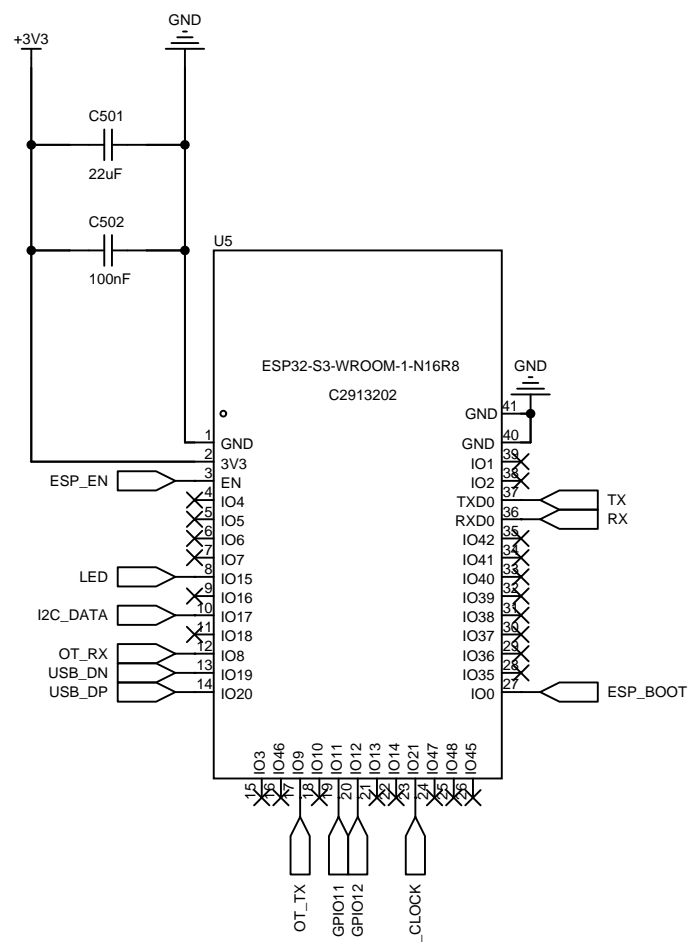 GND
+3V3
C501
22uF
C502
100nF
U5
ESP32-S3-WROOM-1-N16R8
C2913202
GND
41 GND
1 GND
40 GND
2 3V3
39 IO1
ESP_EN 3 EN
38 IO2
4 IO4
37 TXD0 TX
5 IO5
36 RXD0 RX
6 IO6
35 IO42
7 IO7
34 IO41
LED 8 IO15
33 IO40
9 IO16
32 IO39
I2C_DATA 10 IO17
31 IO38
11 IO18
30 IO37
OT_RX 12 IO8
29 IO36
USB_DN 13 IO19
28 IO35
USB_DP 14 IO20
27 IO0 ESP_BOOT
15 IO3
16 IO46
17 IO9 OT_TX
18 IO10
19 IO11 GPIO11
20 IO12 GPIO12
21 IO13
22 IO14
23 IO21 _CLOCK
24 IO47
25 IO48
26 IO45